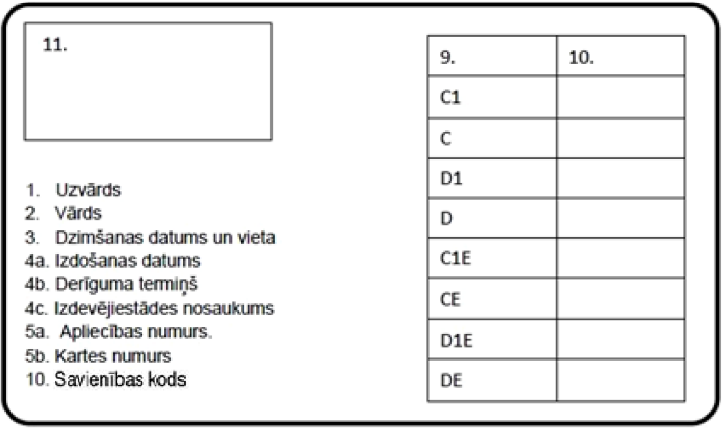 11.
1. Uzvārds
2. Vārds
3. Dzimšanas datums un vieta
4a. Izdošanas datums
4b. Derīguma termiņš
4c. Izdevējiestādes nosaukums
5a. Apliecības numurs.
5b. Kartes numurs
10. Savienības kods
9. 10.
C1
C
D1
D
C1E
CE
D1E
DE